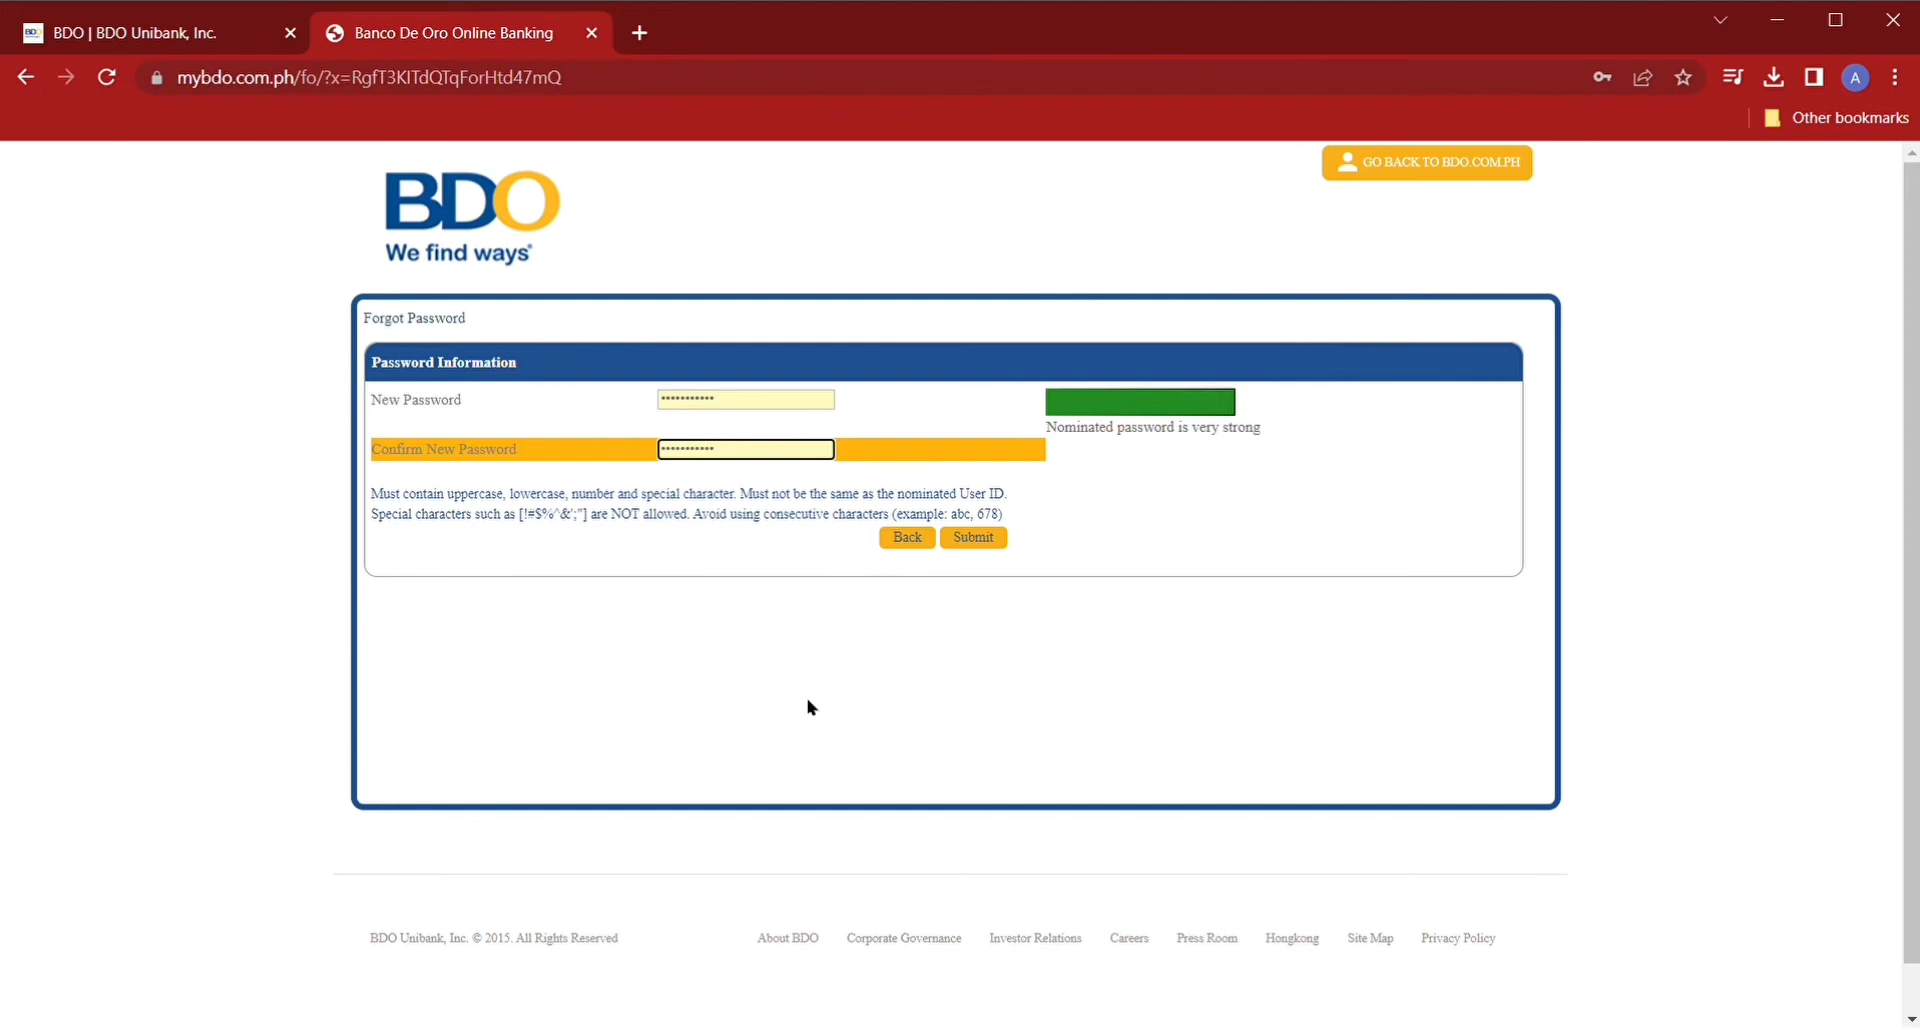 BDO | BDO Unibank, Inc.
Banco De Oro Online Banking
mybdo.com.ph/fo/?x=RgfT3KITdQTqForHtd47mQ
A
Other bookmarks
GO BACK TO BDO.COM.PH
BDO
We find ways®
Forgot Password
Password Information
New Password
***********
Nominated password is very strong
Confirm New Password
***********
Must contain uppercase, lowercase, number and special character. Must not be the same as the nominated User ID.
Special characters such as [!#$%^&';"] are NOT allowed. Avoid using consecutive characters (example: abc, 678)
Back Submit
BDO Unibank, Inc. © 2015. All Rights Reserved About BDO Corporate Governance Investor Relations Careers Press Room Hongkong Site Map Privacy Policy